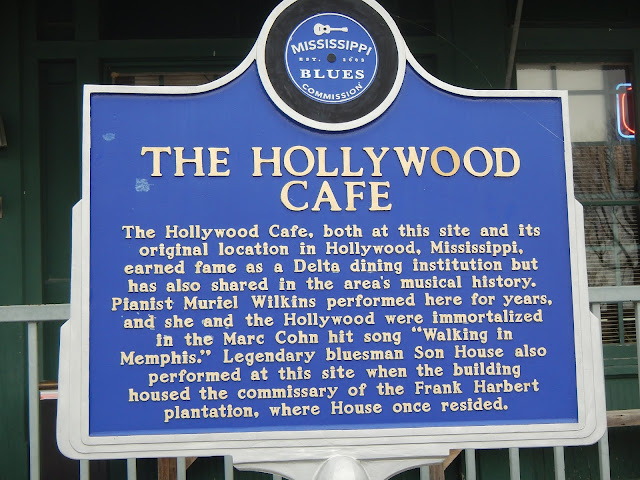 MISSISSIPPI
EST. 2003
BLUES
COMMISSION
THE HOLLYWOOD
CAFE
The Hollywood Cafe, both at this site and its
original location in Hollywood, Mississippi,
earned fame as a Delta dining institution but
has also shared in the area's musical history.
Pianist Muriel Wilkins performed here for years,
and she and the Hollywood were immortalized
in the Marc Cohn hit song "Walking in
Memphis." Legendary bluesman Son House also
performed at this site when the building
housed the commissary of the Frank Harbert
plantation, where House once resided.